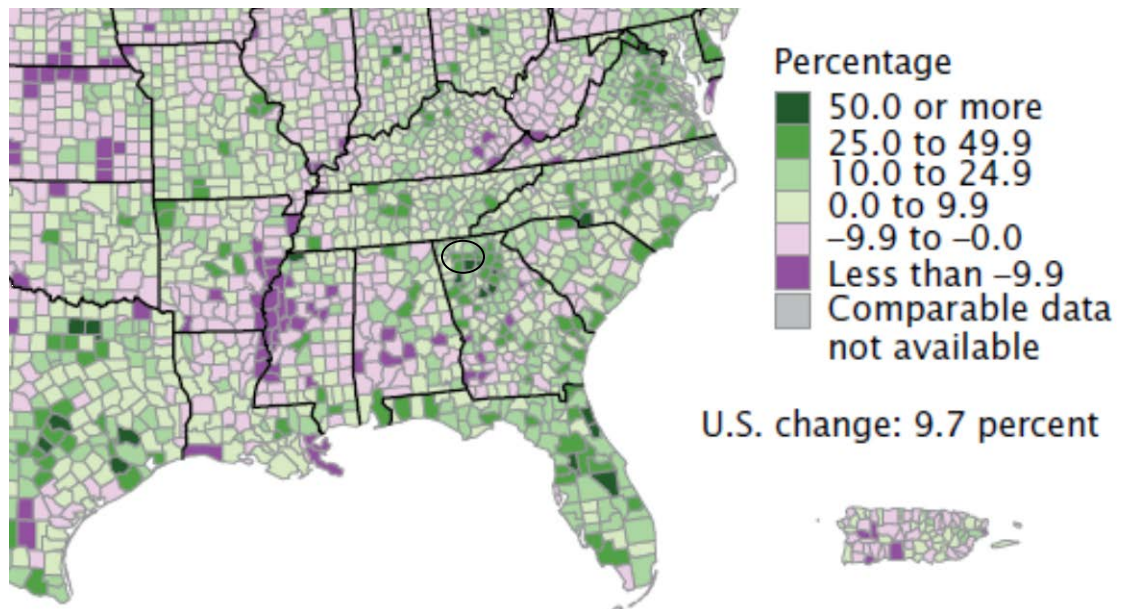 Percentage
50.0 or more
25.0 to 49.9
10.0 to 24.9
0.0 to 9.9
–9.9 to –0.0
Less than –9.9
Comparable data
not available
U.S. change: 9.7 percent